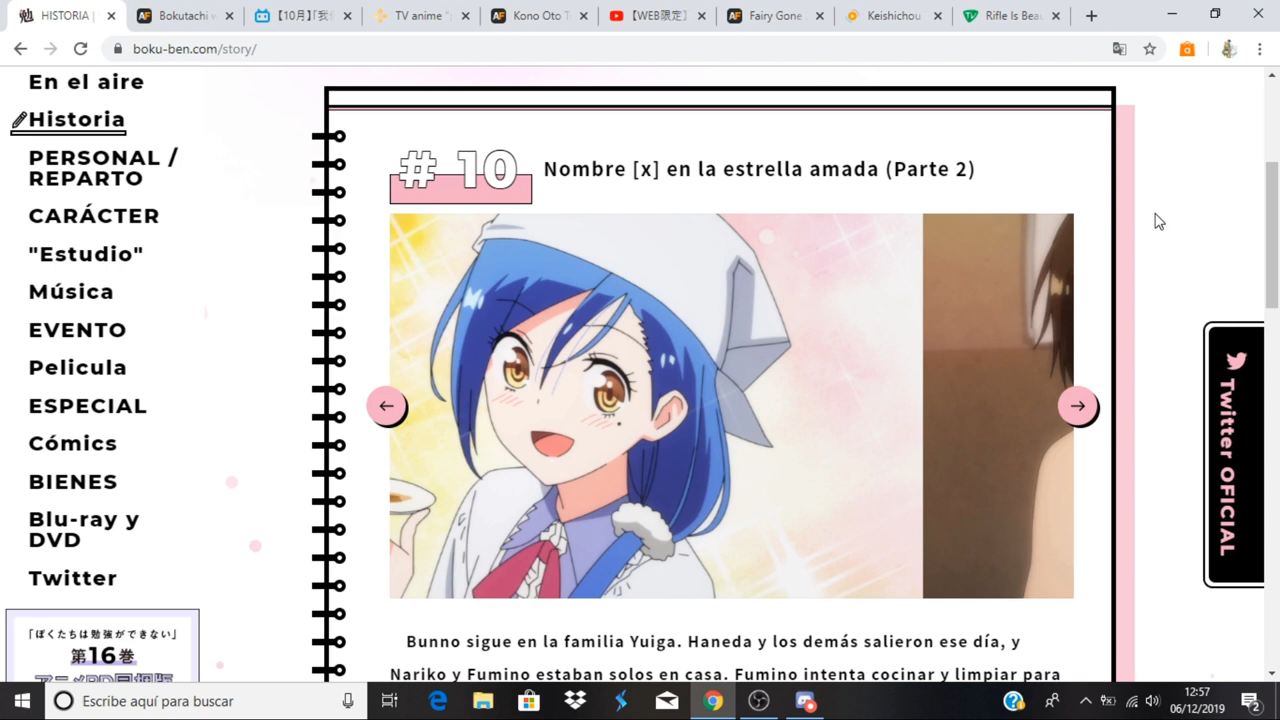 HISTORIA |
Bokutachi w
【10月】「我们
TV anime "ジ
Kono Oto T
【WEB限定】
Fairy Gone
Keishichou
Rifle Is Beau
boku-ben.com/story/
En el aire
Historia
PERSONAL /
REPARTO
CARÁCTER
"Estudio"
Música
EVENTO
Pelicula
ESPECIAL
Cómics
BIENES
Blu-ray y
DVD
Twitter
「ぼくたちは勉強ができない」
第16巻
# 10
Nombre [x] en la estrella amada (Parte 2)
Bunno sigue en la familia Yuiga. Haneda y los demás salieron ese día, y
Nariko y Fumino estaban solos en casa. Fumino intenta cocinar y limpiar para
Twitter OFICIAL
Escribe aquí para buscar
12:57
06/12/2019
2